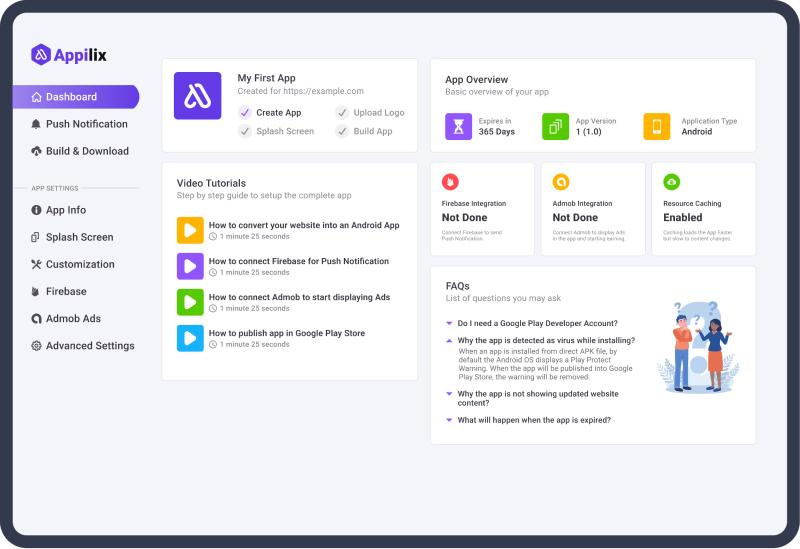 Appilix
Dashboard
Push Notification
Build & Download
APP SETTINGS
App Info
Splash Screen
Customization
Firebase
Admob Ads
Advanced Settings
My First App
Created for https://example.com
Create App
Upload Logo
Splash Screen
Build App
Video Tutorials
Step by step guide to setup the complete app
How to convert your website into an Android App
1 minute 25 seconds
How to connect Firebase for Push Notification
1 minute 25 seconds
How to connect Admob to start displaying Ads
1 minute 25 seconds
How to publish app in Google Play Store
1 minute 25 seconds
App Overview
Basic overview of your app
Expires in
365 Days
App Version
1 (1.0)
Application Type
Android
Firebase Integration
Not Done
Connect Firebase to send
Push Notification.
Admob Integration
Not Done
Connect Admob to display Ads
in the app and starting earning.
Resource Caching
Enabled
Caching loads the App Faster
but slow to content changes.
FAQs
List of questions you may ask
Do I need a Google Play Developer Account?
Why the app is detected as virus while installing?
When an app is installed from direct APK file, by
default the Android OS displays a Play Protect
Warning. When the app will be published into Google
Play Store, the warning will be removed.
Why the app is not showing updated website
content?
What will happen when the app is expired?
? ? ?